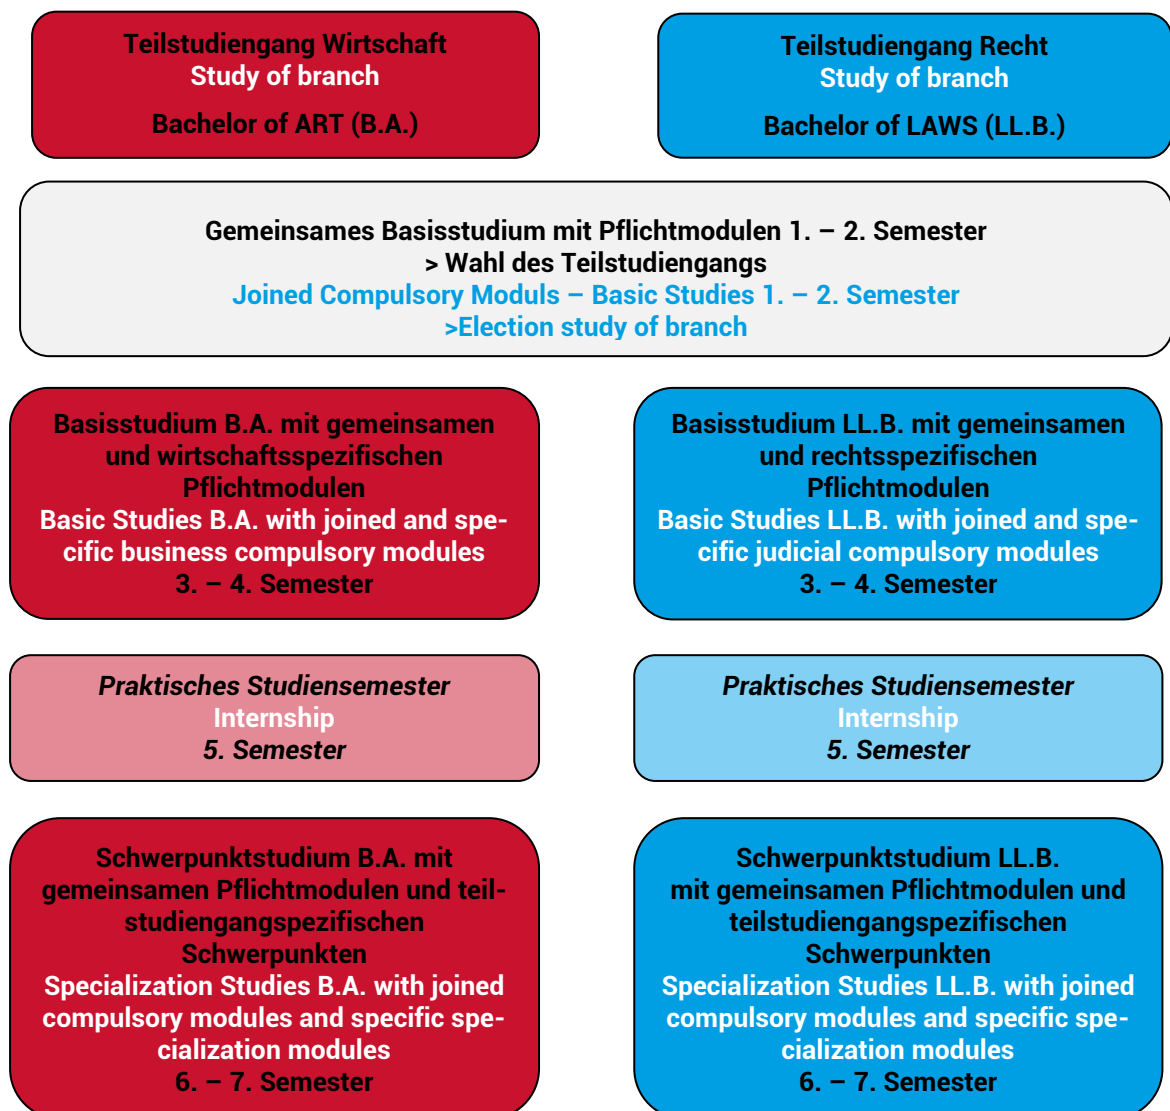 Teilstudiengang Wirtschaft
Study of branch
Bachelor of ART (B.A.)
Teilstudiengang Recht
Study of branch
Bachelor of LAWS (LL.B.)
Gemeinsames Basisstudium mit Pflichtmodulen 1. – 2. Semester
> Wahl des Teilstudiengangs
Joined Compulsory Moduls – Basic Studies 1. – 2. Semester
>Election study of branch
Basisstudium B.A. mit gemeinsamen
und wirtschaftsspezifischen
Pflichtmodulen
Basic Studies B.A. with joined and spe-
cific business compulsory modules
3. – 4. Semester
Basisstudium LL.B. mit gemeinsamen
und rechtsspezifischen
Pflichtmodulen
Basic Studies LL.B. with joined and spe-
cific judicial compulsory modules
3. – 4. Semester
Praktisches Studiensemester
Internship
5. Semester
Praktisches Studiensemester
Internship
5. Semester
Schwerpunktstudium B.A. mit
gemeinsamen Pflichtmodulen und teil-
studiengangspezifischen
Schwerpunkten
Specialization Studies B.A. with joined
compulsory modules and specific spe-
cialization modules
6. – 7. Semester
Schwerpunktstudium LL.B.
mit gemeinsamen Pflichtmodulen und
teilstudiengangspezifischen
Schwerpunkten
Specialization Studies LL.B. with joined
compulsory modules and specific spe-
cialization modules
6. – 7. Semester